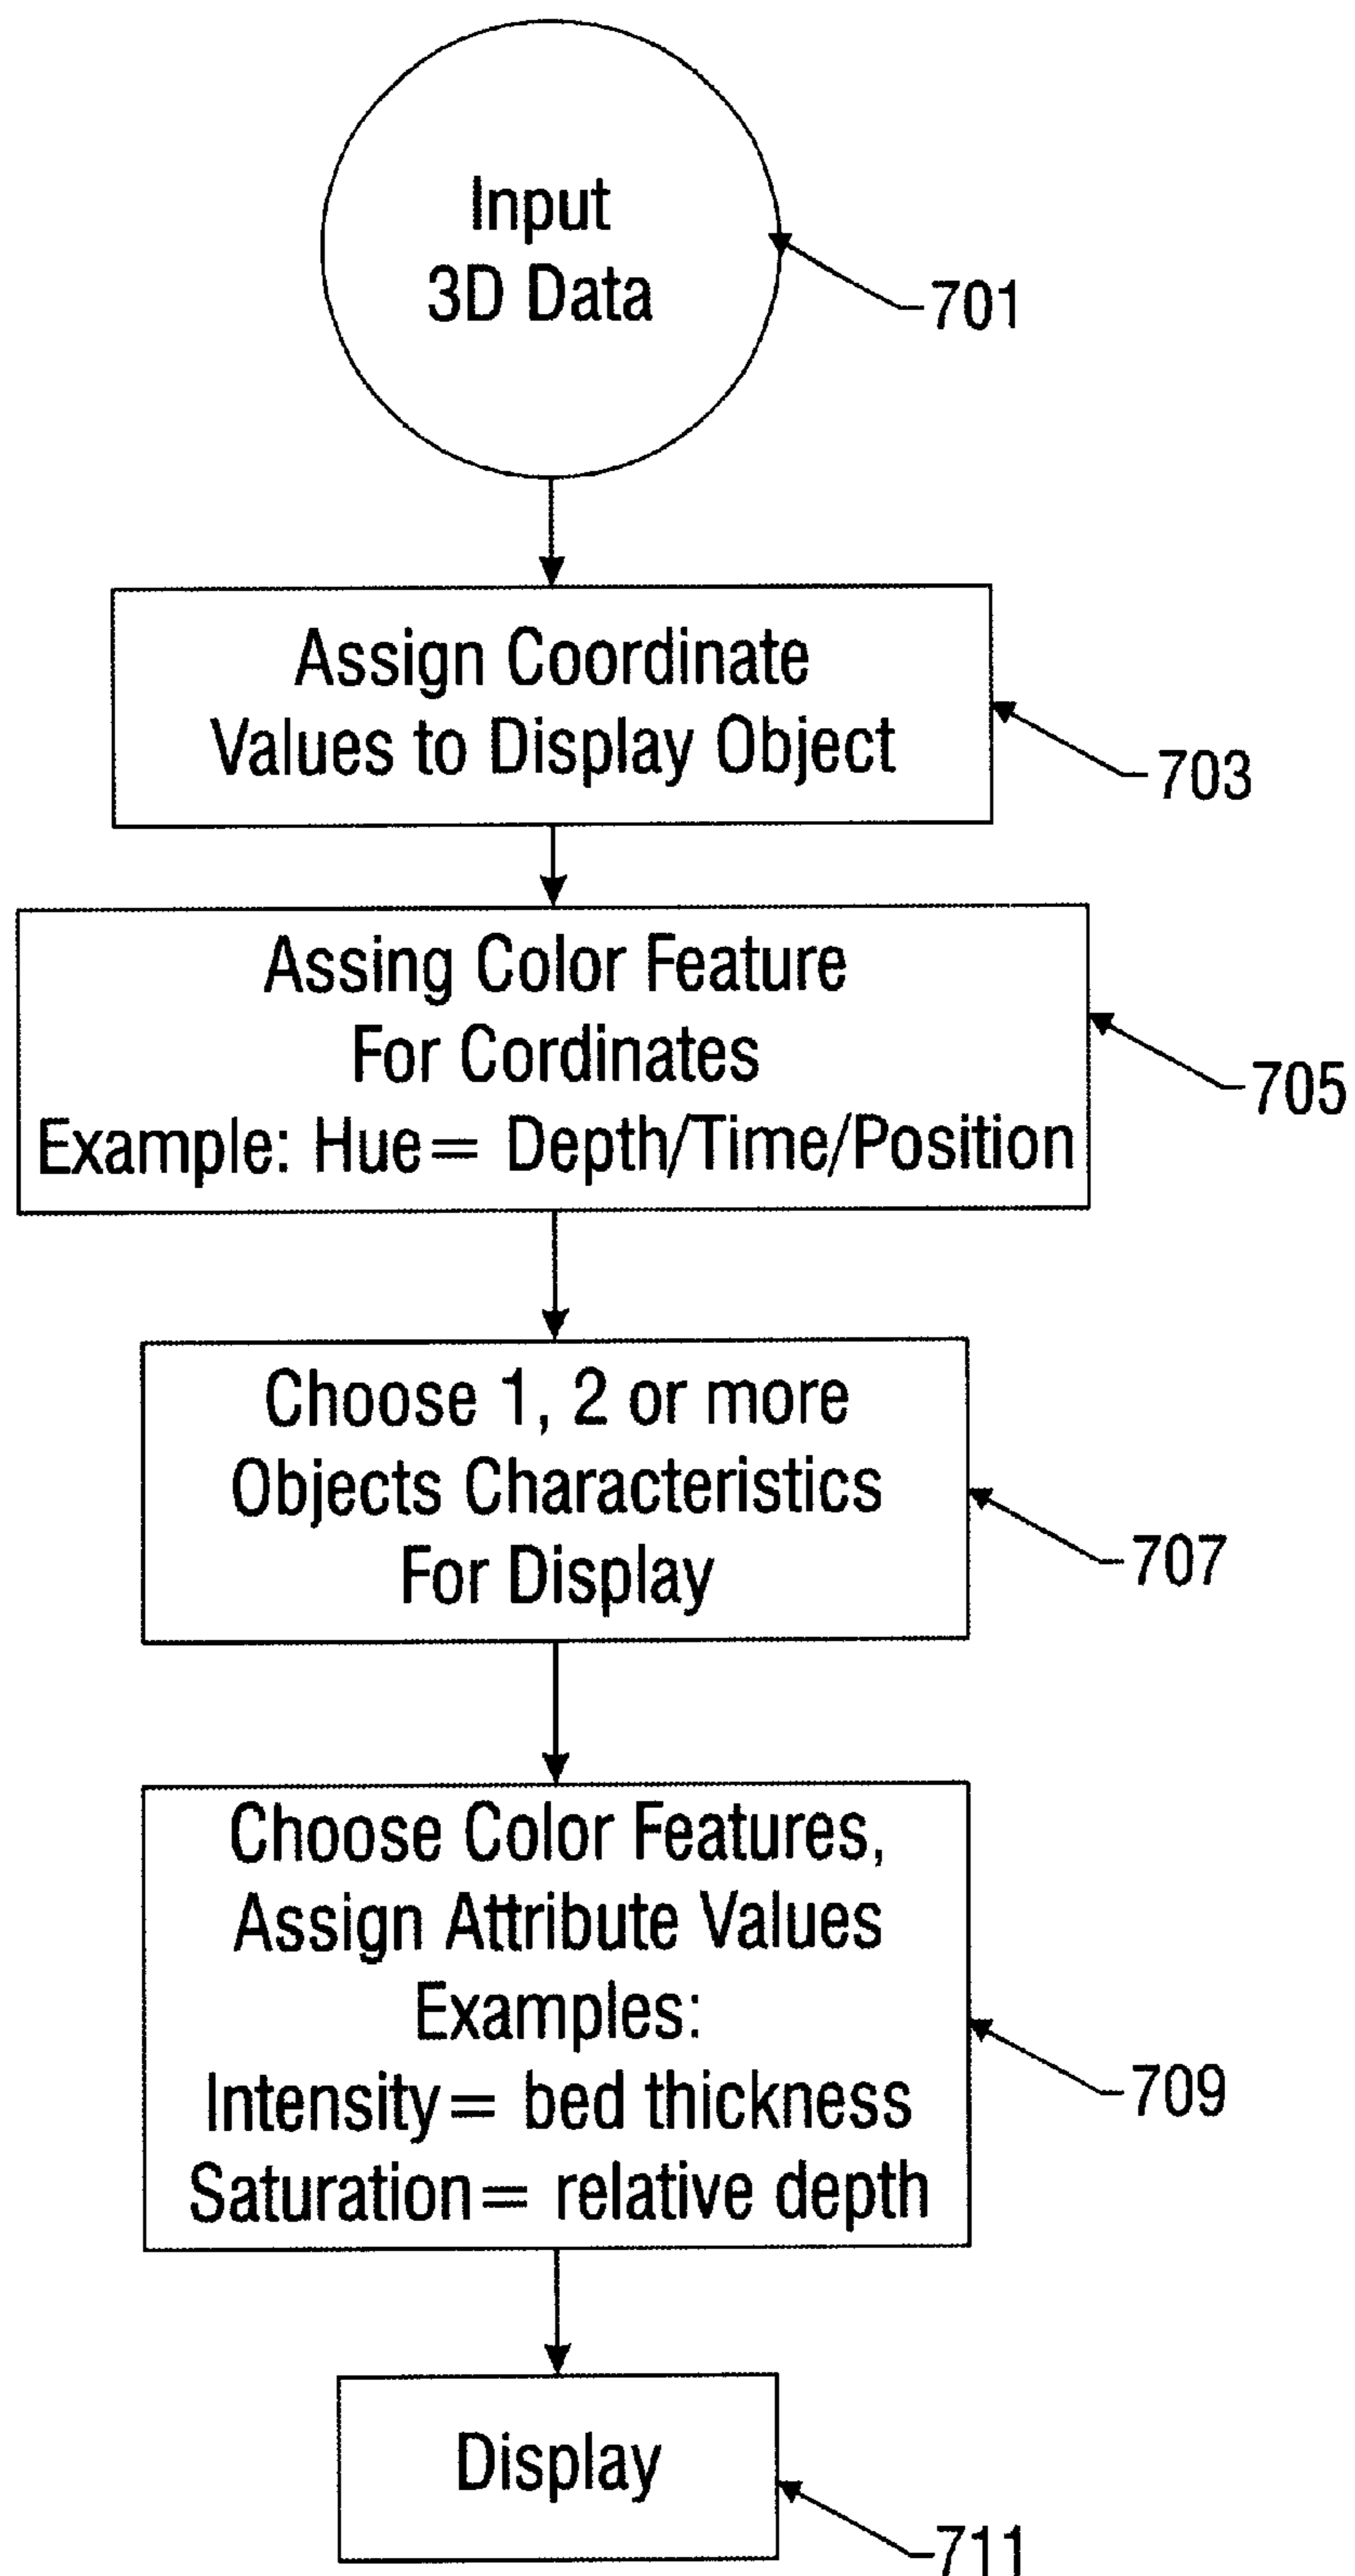 Input
3D Data
701
Assign Coordinate
Values to Display Object
703
Assing Color Feature
For Cordinates
Example: Hue= Depth/Time/Position
705
Choose 1, 2 or more
Objects Characteristics
For Display
707
Choose Color Features,
Assign Attribute Values
Examples:
Intensity= bed thickness
Saturation= relative depth
709
Display
711